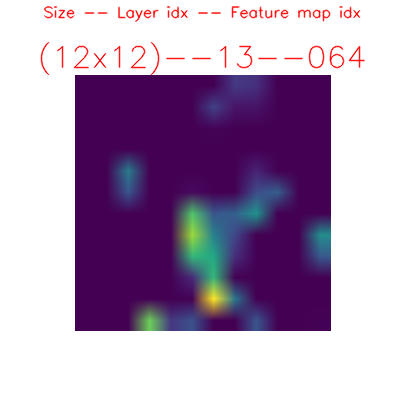 Size -- Layer idx -- Feature map idx
(12x12)--13--064